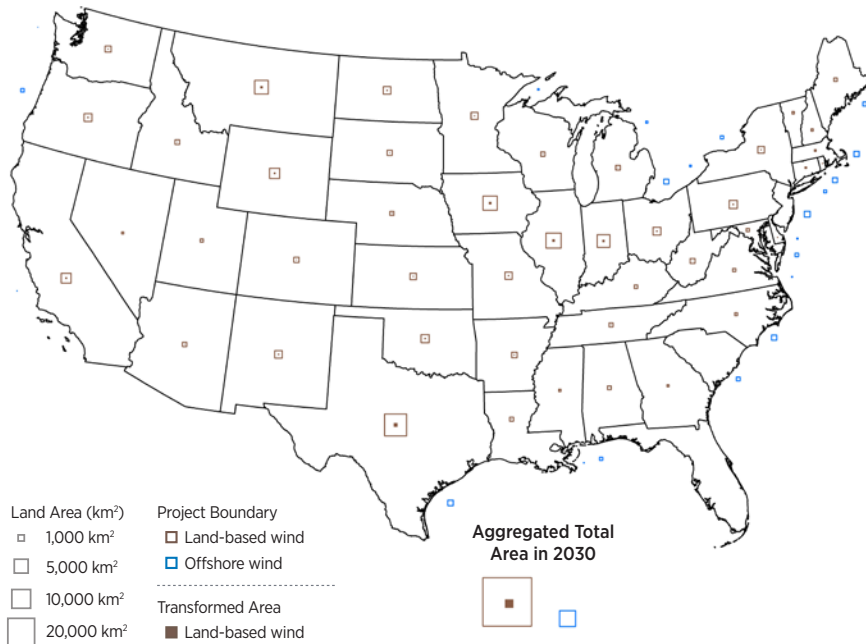 Land Area (km²)
1,000 km²
5,000 km²
10,000 km²
20,000 km²
Project Boundary
Land-based wind
Offshore wind
Transformed Area
Land-based wind
Aggregated Total
Area in 2030